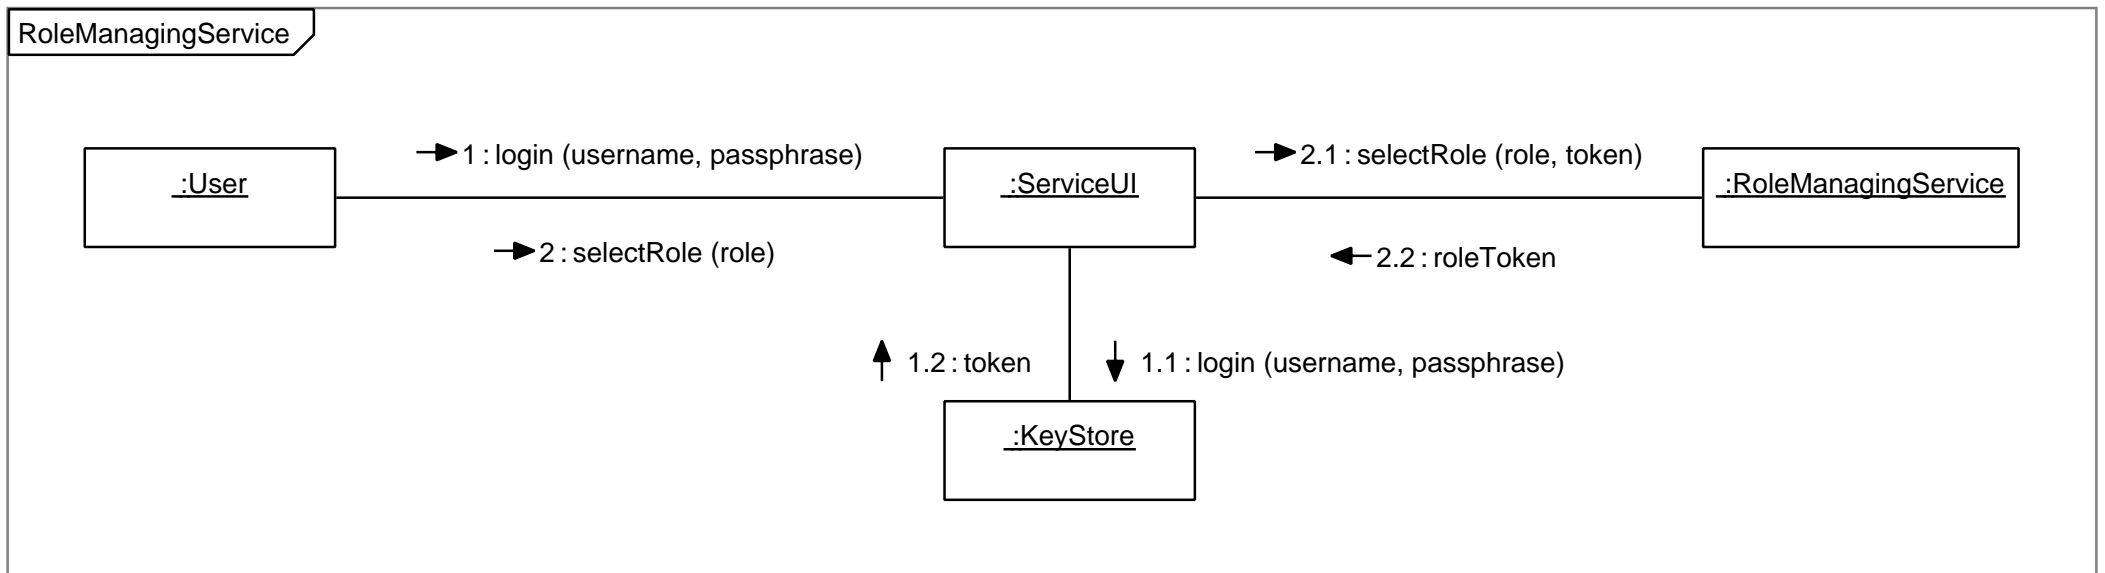 RoleManagingService
1 : login (username, passphrase)
2.1 : selectRole (role, token)
:User
:ServiceUI
:RoleManagingService
2 : selectRole (role)
2.2 : roleToken
1.2 : token
1.1 : login (username, passphrase)
:KeyStore